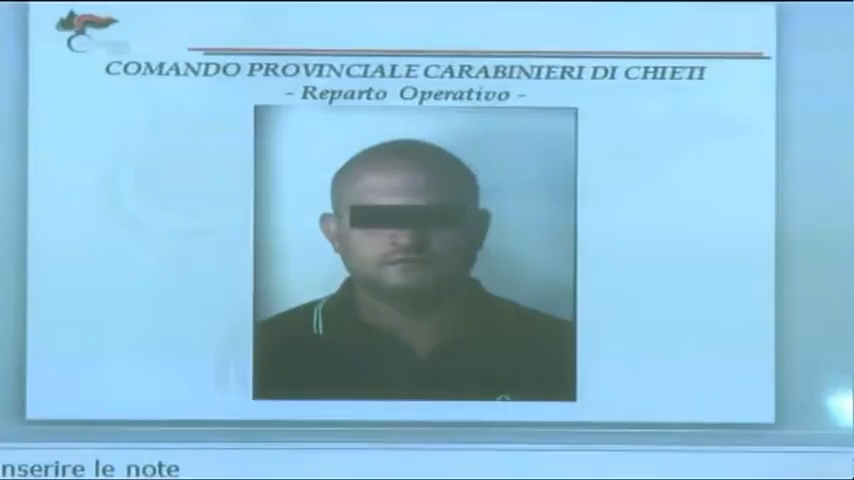 COMANDO PROVINCIALE CARABINIERI DI CHIETI
- Reparto Operativo -
nserire le note